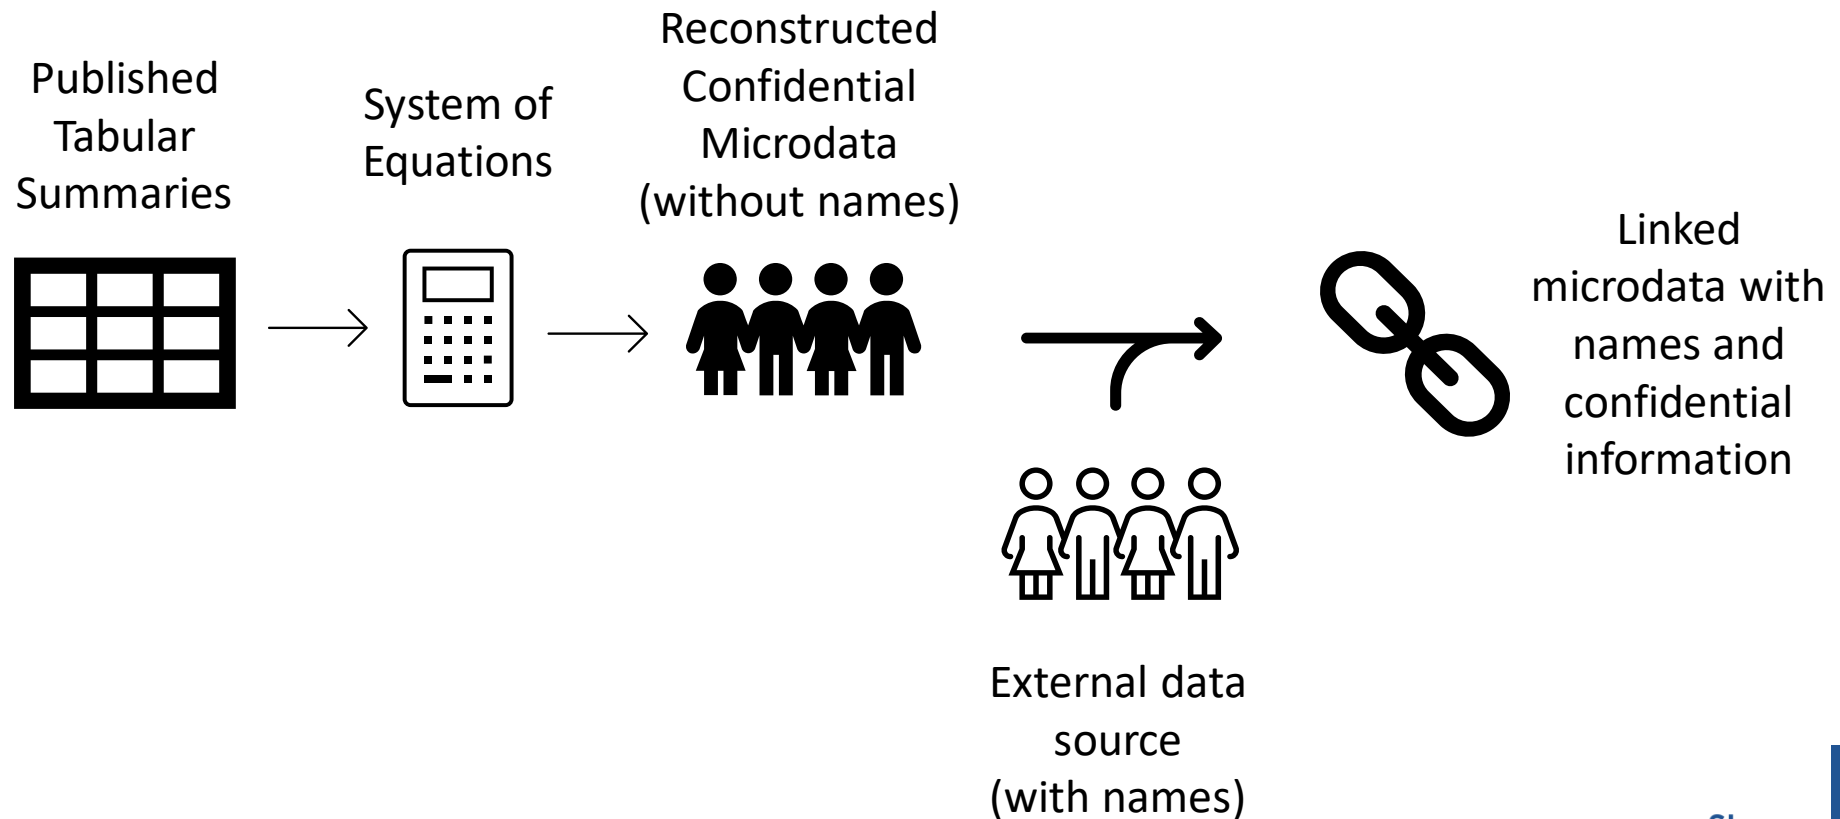 Published
Tabular
Summaries
System of
Equations
Reconstructed
Confidential
Microdata
(without names)
Linked
microdata with
names and
confidential
information
External data
source
(with names)